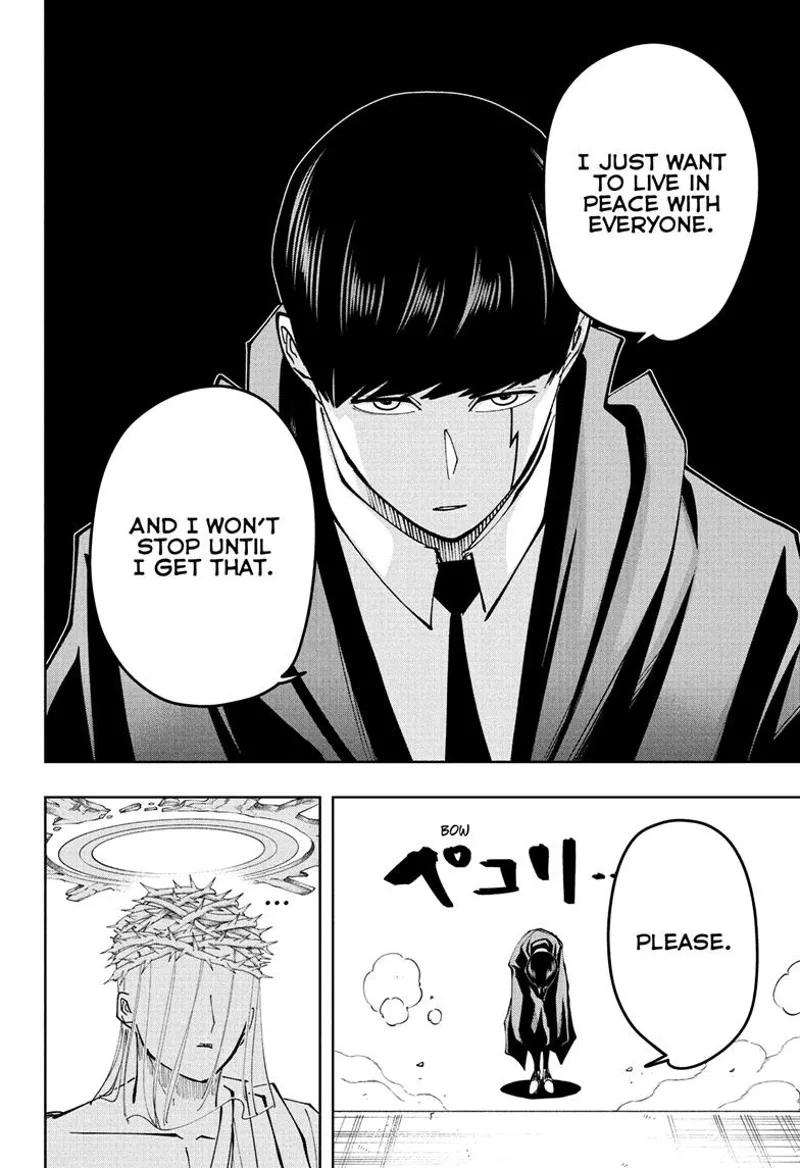 I JUST WANT
TO LIVE IN
PEACE WITH
EVERYONE.
AND I WON'T
STOP UNTIL
I GET THAT.
PLEASE.
BOW
ペコリ…
…